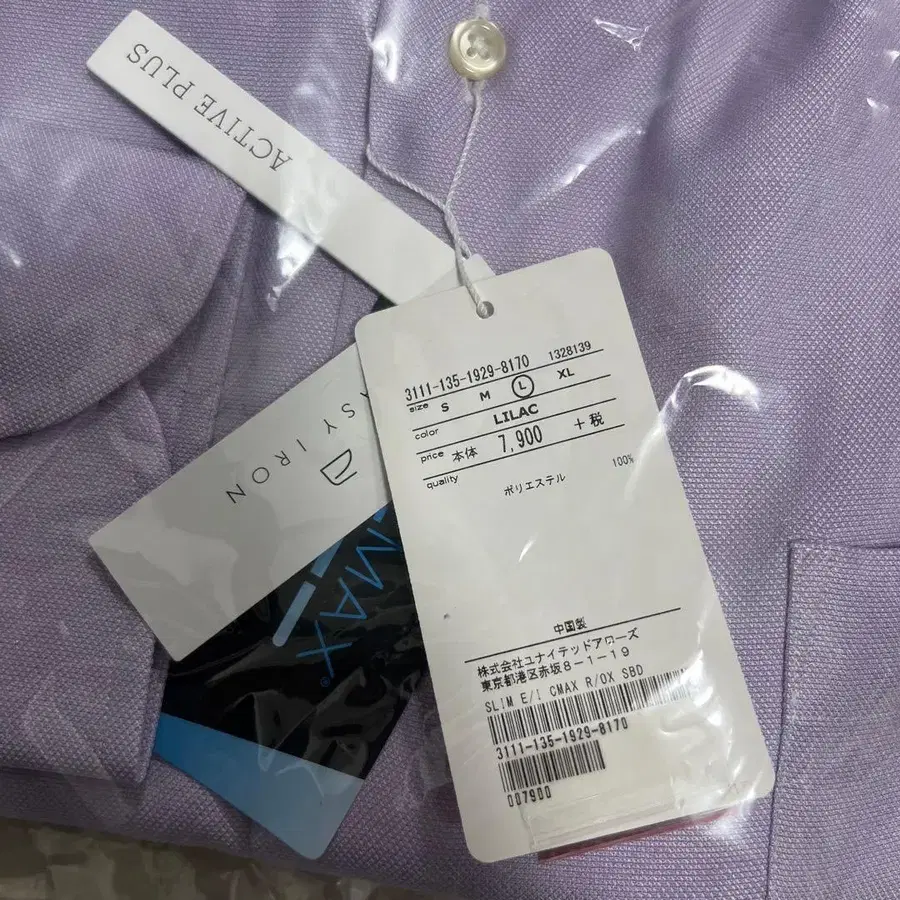 ACTIVE PLUS
ASY IRON
MAX®
3111-135-1929-8170 1328139
size S M L XL
color LILAC
price 本体 7,900 +税
quality
ポリエステル 100%
中国製
株式会社ユナイテッドアローズ
東京都港区赤坂8-1-19
SLIM E/I CMAX R/OX SBD
3111-135-1929-8170
007900